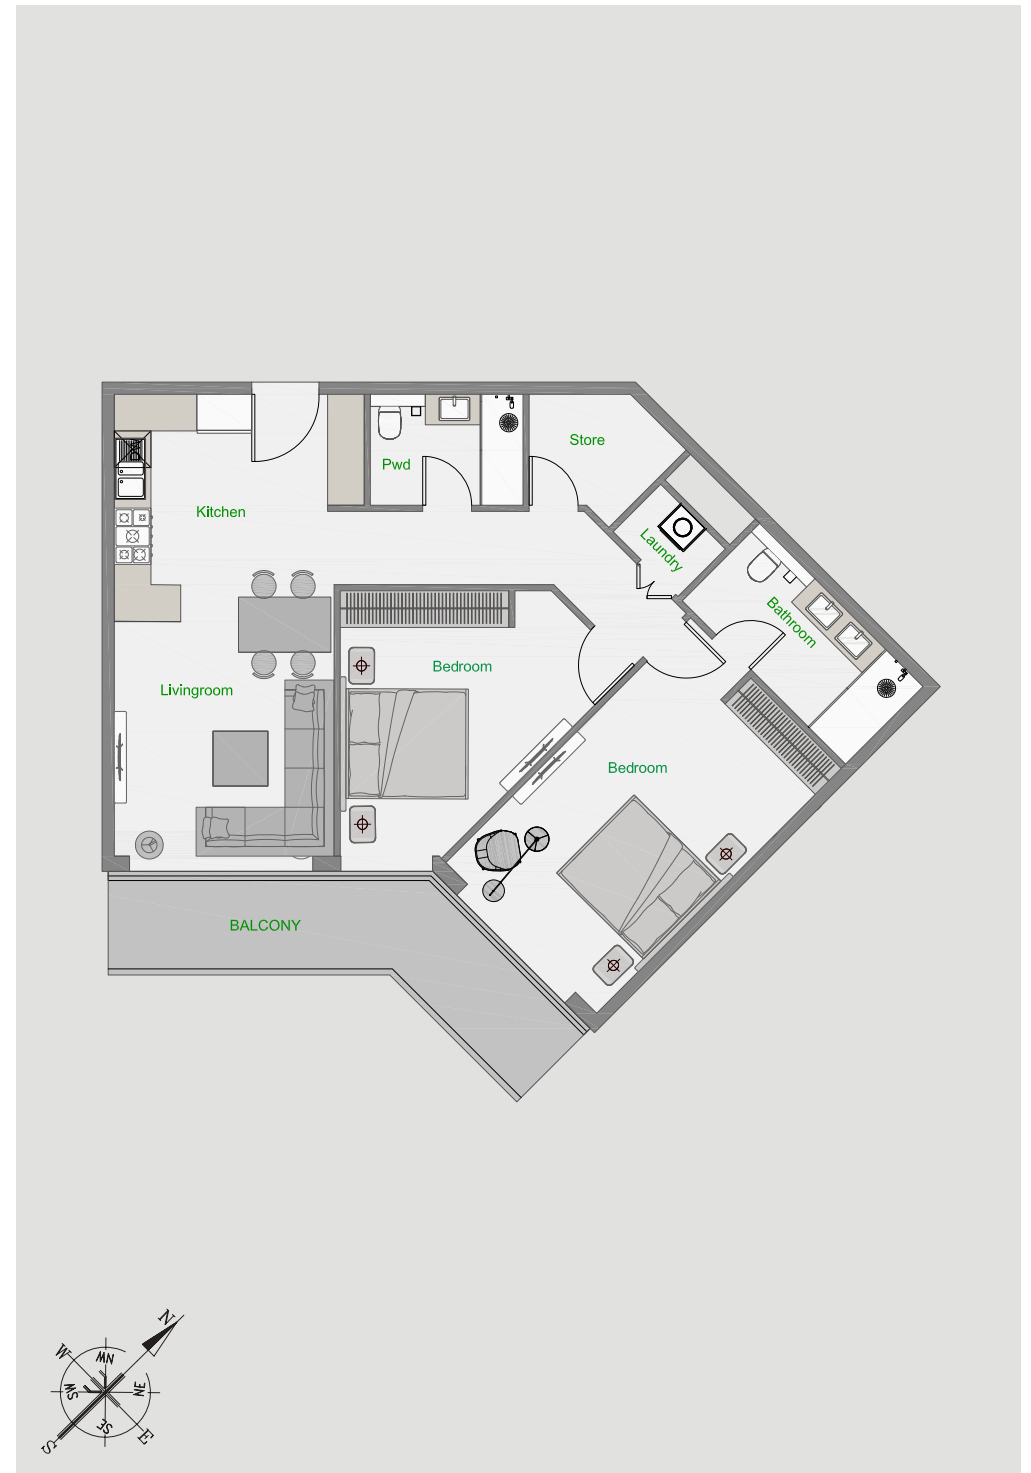 Store
Pwd
Kitchen
Laundry
Bathroom
Bedroom
Livingroom
Bedroom
BALCONY
N
W
NW
NE
SW
SE
S
E